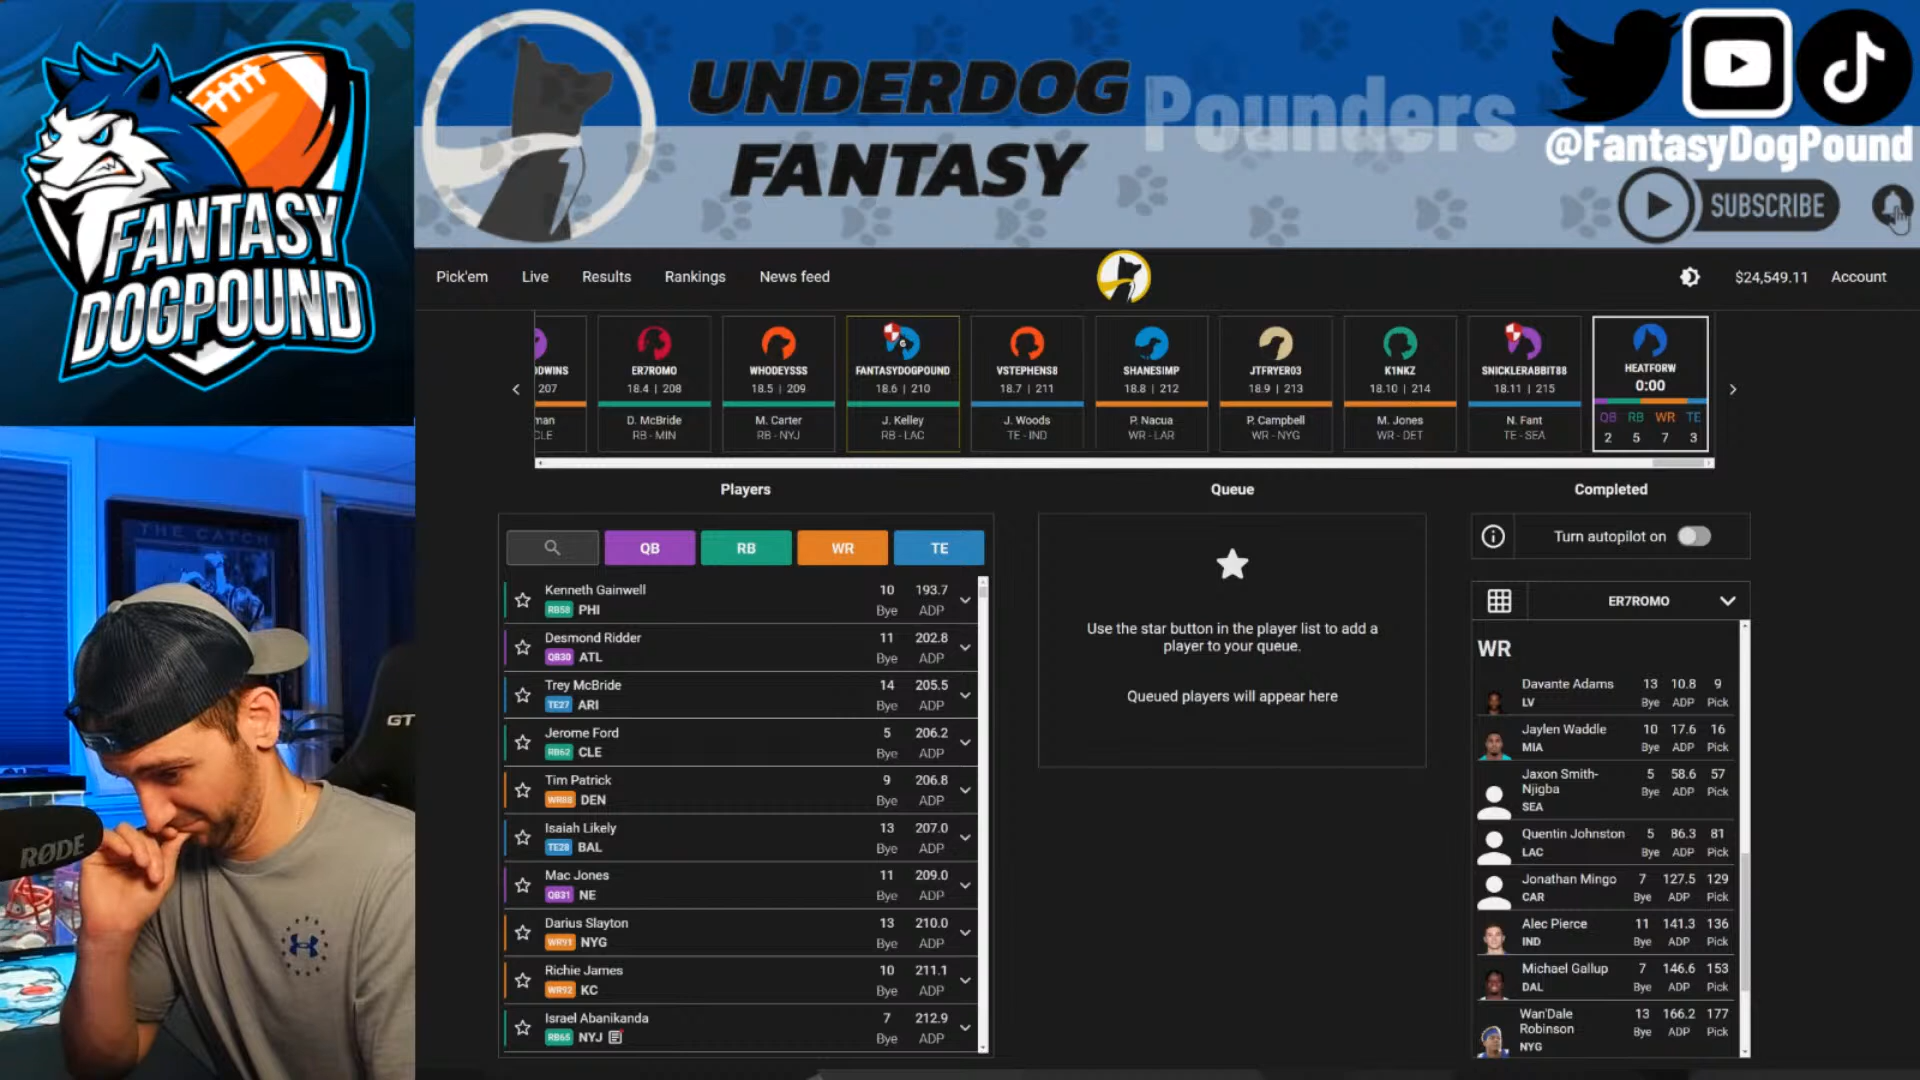 FANTASY
DOGPOUND
UNDERDOG
FANTASY
Pounders
@FantasyDogPound
SUBSCRIBE
Pick'em Live Results Rankings News feed
$24,549.11 Account
DWINS
207
man
CLE
ER7ROMO
18.4 | 208
D. McBride
RB - MIN
WHODEYSSS
18.5 | 209
M. Carter
RB - NYJ
FANTASYDOGPOUND
18.6 | 210
J. Kelley
RB - LAC
VSTEPHENS8
18.7 | 211
J. Woods
TE - IND
SHANESIMP
18.8 | 212
P. Nacua
WR - LAR
JTFRYER03
18.9 | 213
P. Campbell
WR - NYG
K1NKZ
18.10 | 214
M. Jones
WR - DET
SNICKLERABBIT88
18.11 | 215
N. Fant
TE - SEA
HEATFORW
0:00
QB RB WR TE
2 5 7 3
Players
QB RB WR TE
Kenneth Gainwell 10 193.7
RB58 PHI Bye ADP
Desmond Ridder 11 202.8
QB30 ATL Bye ADP
Trey McBride 14 205.5
TE27 ARI Bye ADP
Jerome Ford 5 206.2
RB62 CLE Bye ADP
Tim Patrick 9 206.8
WR88 DEN Bye ADP
Isaiah Likely 13 207.0
TE28 BAL Bye ADP
Mac Jones 11 209.0
QB31 NE Bye ADP
Darius Slayton 13 210.0
WR91 NYG Bye ADP
Richie James 10 211.1
WR92 KC Bye ADP
Israel Abanikanda 7 212.9
RB65 NYJ Bye ADP
Queue
Use the star button in the player list to add a
player to your queue.
Queued players will appear here
Completed
Turn autopilot on
ER7ROMO
WR
Davante Adams 13 10.8 9
LV Bye ADP Pick
Jaylen Waddle 10 17.6 16
MIA Bye ADP Pick
Jaxon Smith- 5 58.6 57
Njigba Bye ADP Pick
SEA
Quentin Johnston 5 86.3 81
LAC Bye ADP Pick
Jonathan Mingo 7 127.5 129
CAR Bye ADP Pick
Alec Pierce 11 141.3 136
IND Bye ADP Pick
Michael Gallup 7 146.6 153
DAL Bye ADP Pick
Wan'Dale 13 166.2 177
Robinson Bye ADP Pick
NYG
THE CATCH
GT
RØDE